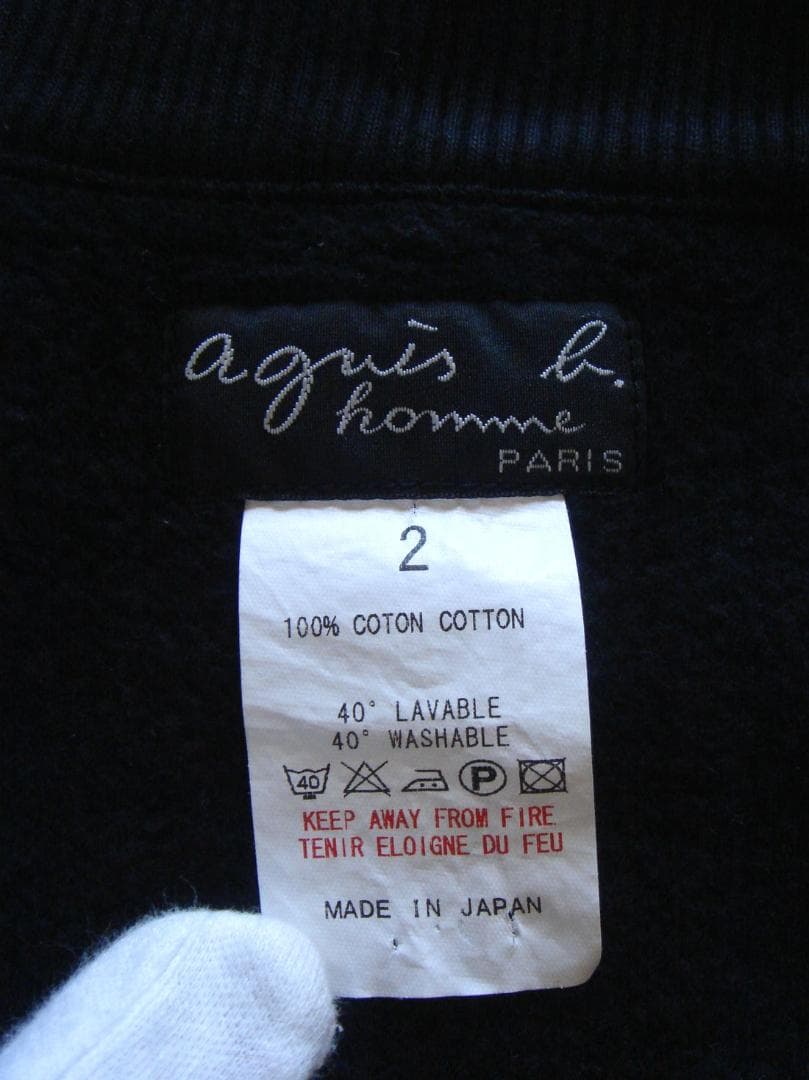 agnès b.
homme
PARIS
2
100% COTON COTTON
40° LAVABLE
40° WASHABLE
40 P
KEEP AWAY FROM FIRE
TENIR ELOIGNE DU FEU
MADE IN JAPAN